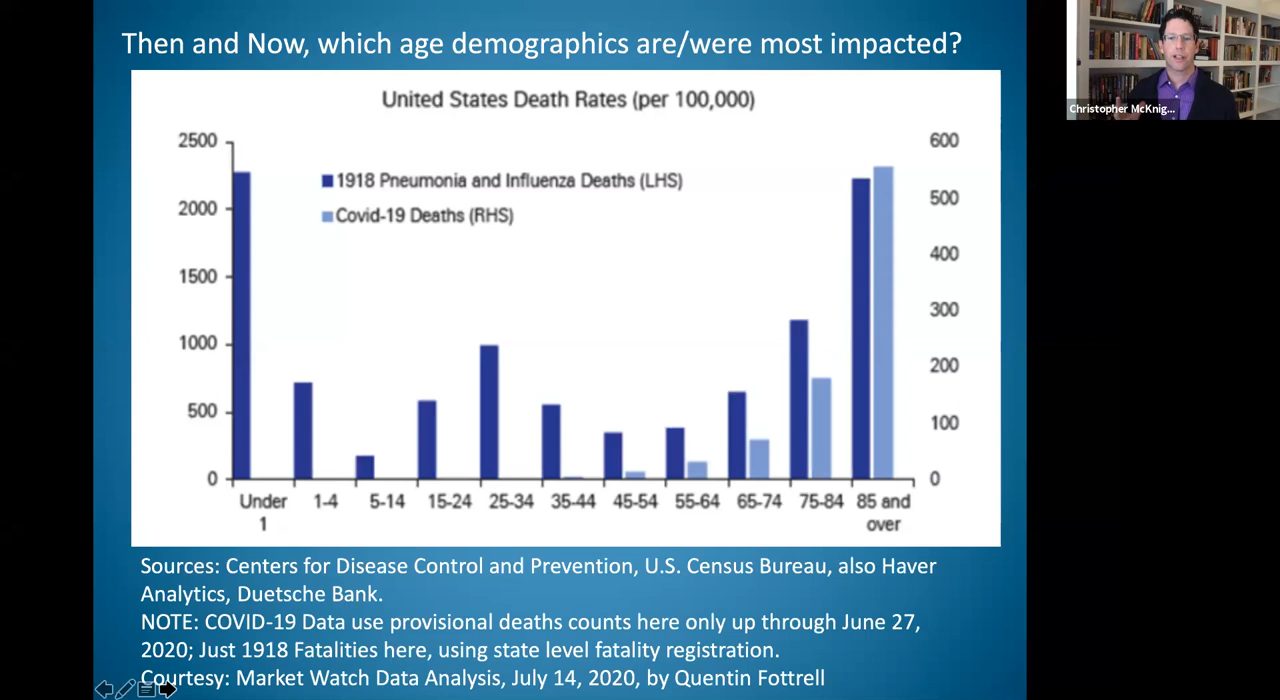 Then and Now, which age demographics are/were most impacted?
Christopher McKnig...
United States Death Rates (per 100,000)
2500
2000
1500
1000
500
0
1918 Pneumonia and Influenza Deaths (LHS)
Covid-19 Deaths (RHS)
600
500
400
300
200
100
0
Under 1
1-4
5-14
15-24
25-34
35-44
45-54
55-64
65-74
75-84
85 and over
Sources: Centers for Disease Control and Prevention, U.S. Census Bureau, also Haver
Analytics, Duetsche Bank.
NOTE: COVID-19 Data use provisional deaths counts here only up through June 27,
2020; Just 1918 Fatalities here, using state level fatality registration.
Courtesy: Market Watch Data Analysis, July 14, 2020, by Quentin Fottrell